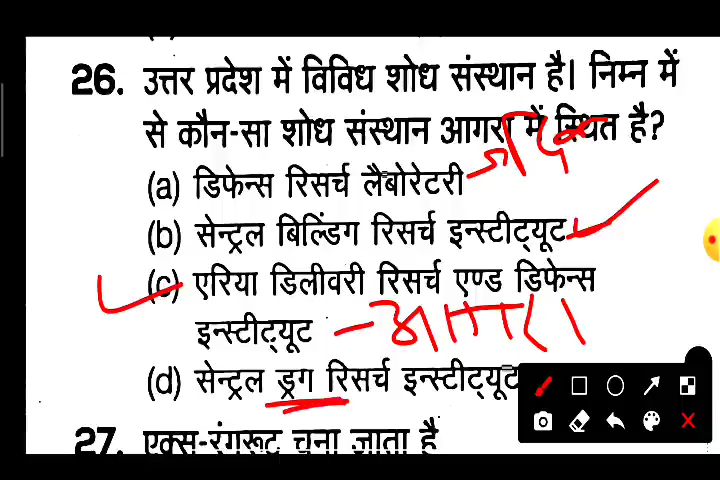 26. उत्तर प्रदेश में विविध शोध संस्थान है। निम्न में
से कौन-सा शोध संस्थान आगरा में स्थित है?
(a) डिफेन्स रिसर्च लैबोरेटरी
(b) सेन्ट्रल बिल्डिंग रिसर्च इन्स्टीट्यूट
(c) एरिया डिलीवरी रिसर्च एण्ड डिफेन्स
इन्स्टीट्यूट - आगरा
(d) सेन्ट्रल ड्रग रिसर्च इन्स्टीट्यूट
27. एक्स-रंगरूट चुना जाता है